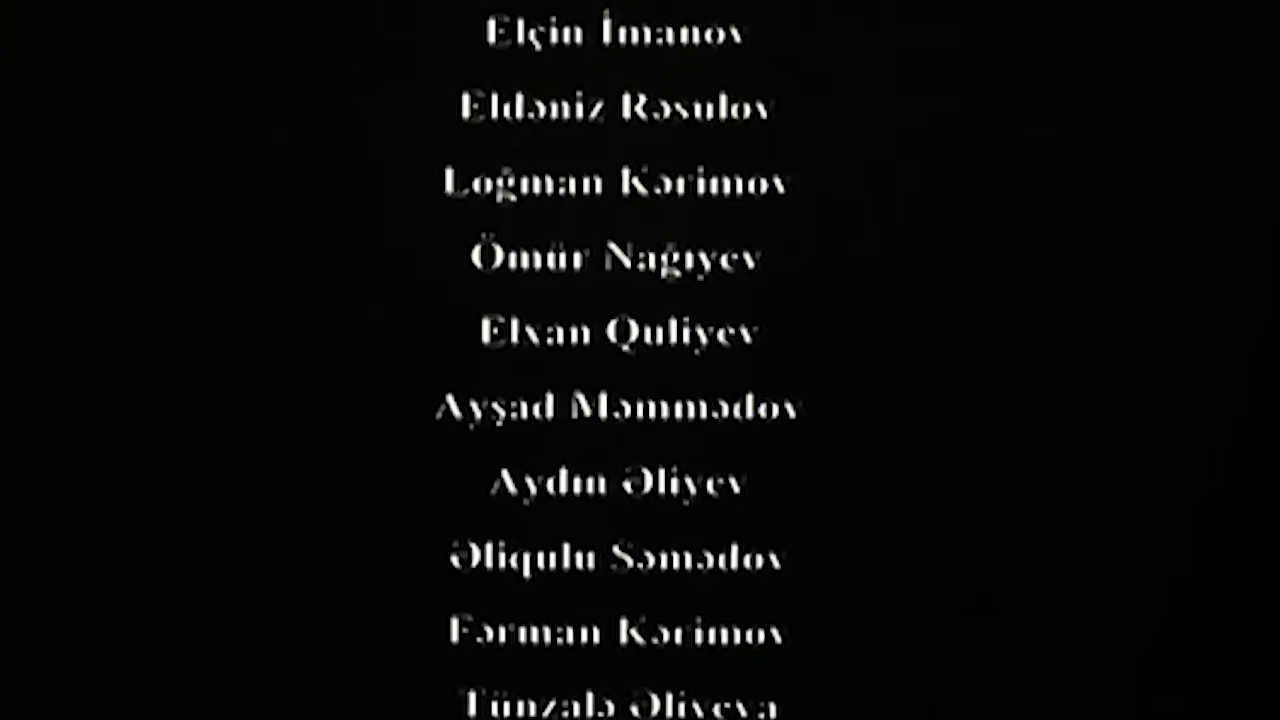 Elçin İmanov
Eldəniz Rəsulov
Loğman Kərimov
Ömür Nağıyev
Elxan Quliyev
Ayşad Məmmədov
Aydın Əliyev
Əliqulu Səmədov
Fərman Kərimov
Tünzalə Əliyeva